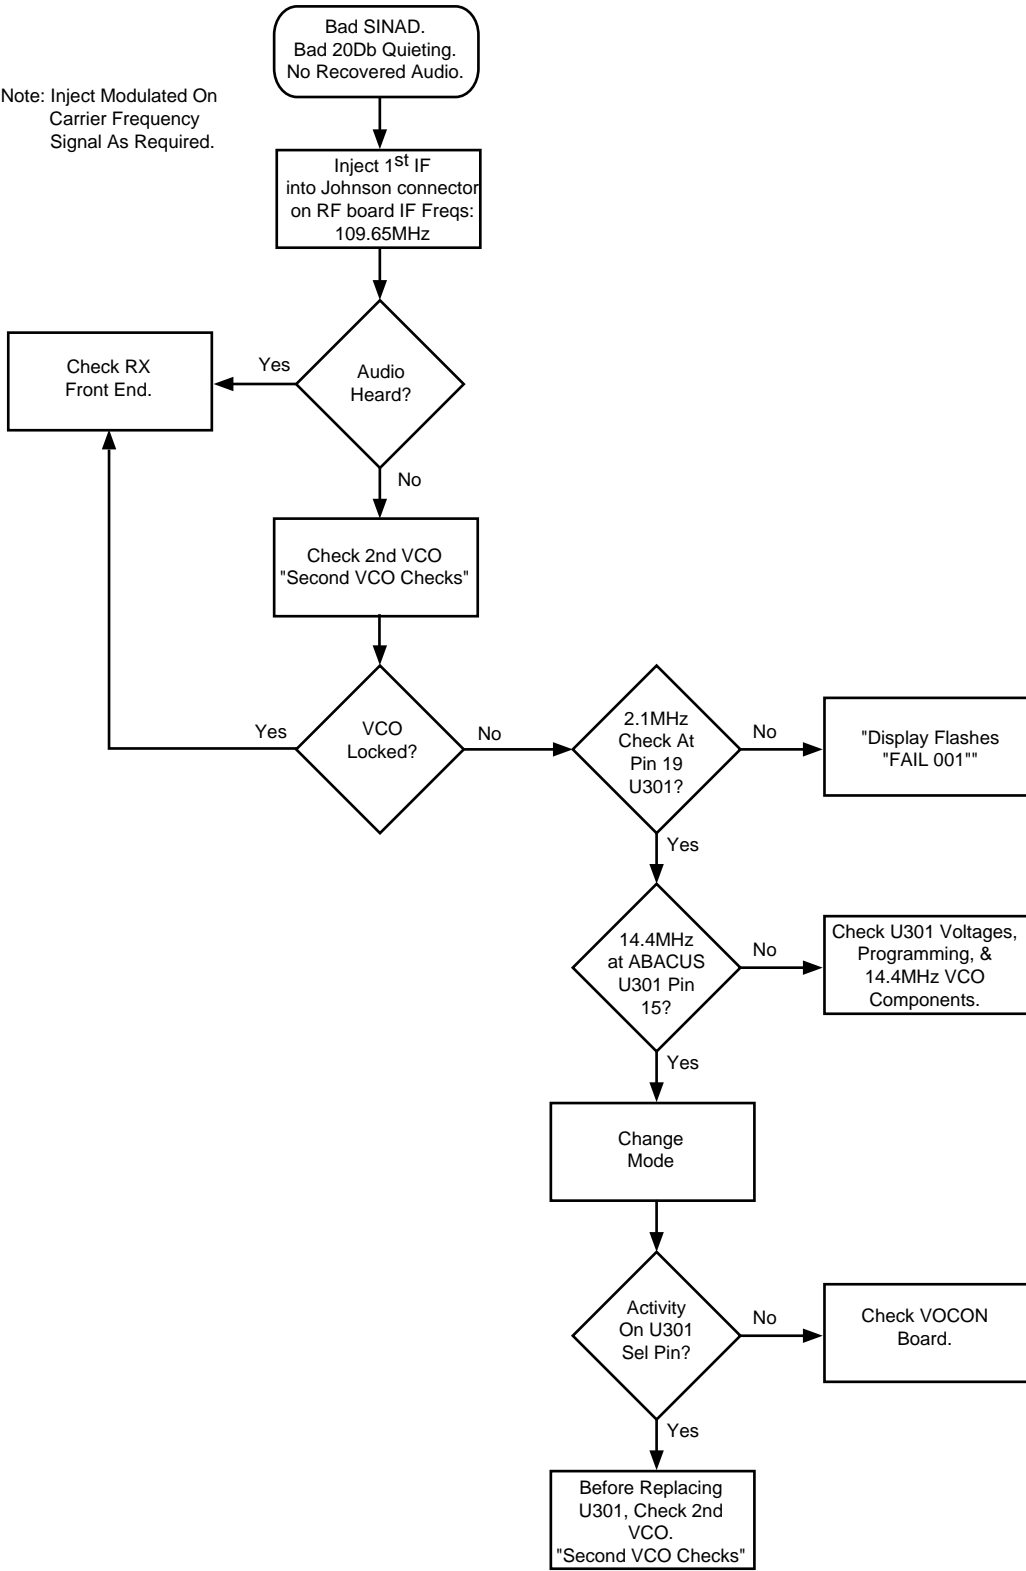 Bad SINAD.
Bad 20Db Quieting.
No Recovered Audio.
Note: Inject Modulated On
Carrier Frequency
Signal As Required.
Inject 1st IF
into Johnson connector
on RF board IF Freqs:
109.65MHz
Check RX
Front End.
Yes
Audio
Heard?
No
Check 2nd VCO
"Second VCO Checks"
Yes
VCO
Locked?
No
2.1MHz
Check At
Pin 19
U301?
No
"Display Flashes
"FAIL 001""
Yes
14.4MHz
at ABACUS
U301 Pin
15?
No
Check U301 Voltages,
Programming, &
14.4MHz VCO
Components.
Yes
Change
Mode
Activity
On U301
Sel Pin?
No
Check VOCON
Board.
Yes
Before Replacing
U301, Check 2nd
VCO.
"Second VCO Checks"